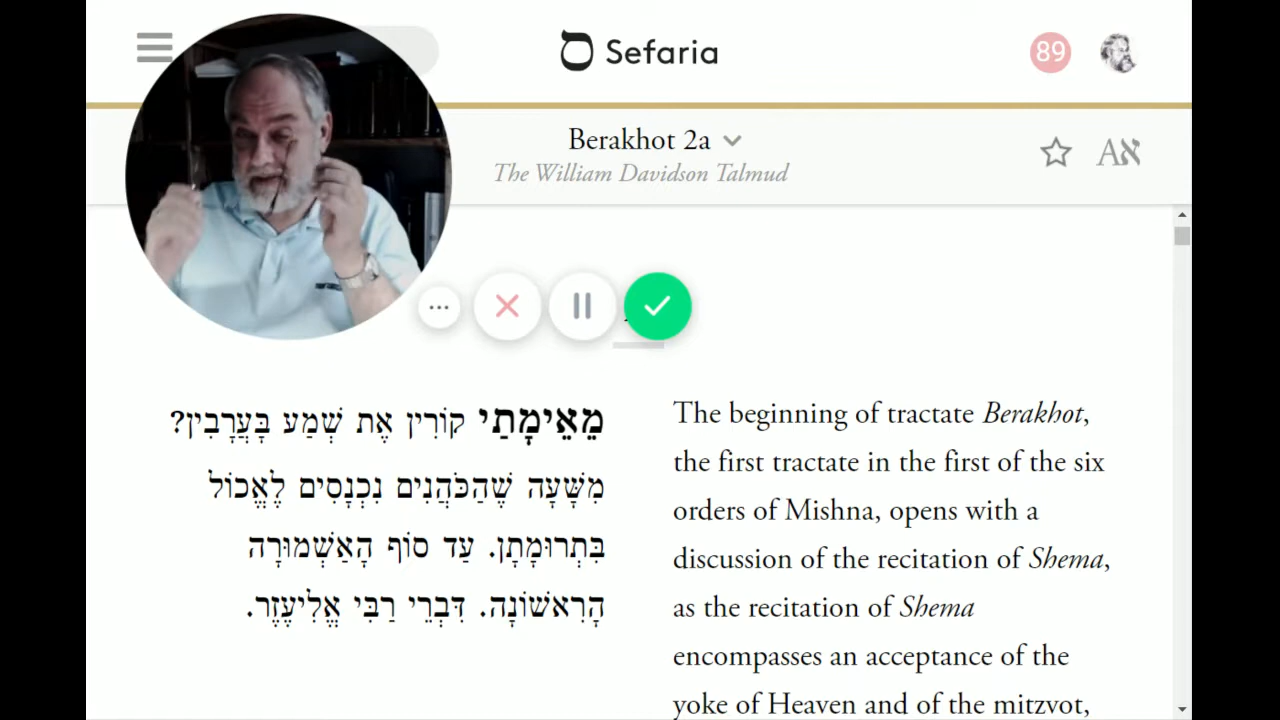 Sefaria
89
Berakhot 2a
The William Davidson Talmud
Aא
מֵאֵימָתַי קוֹרִין אֶת שְׁמַע בָּעֲרָבִין?
מִשָּׁעָה שֶׁהַכֹּהֲנִים נִכְנָסִים לֶאֱכוֹל
בִּתְרוּמָתָן. עַד סוֹף הָאַשְׁמוּרָה
הָרִאשׁוֹנָה. דִּבְרֵי רַבִּי אֱלִיעֶזֶר.
The beginning of tractate Berakhot,
the first tractate in the first of the six
orders of Mishna, opens with a
discussion of the recitation of Shema,
as the recitation of Shema
encompasses an acceptance of the
yoke of Heaven and of the mitzvot,